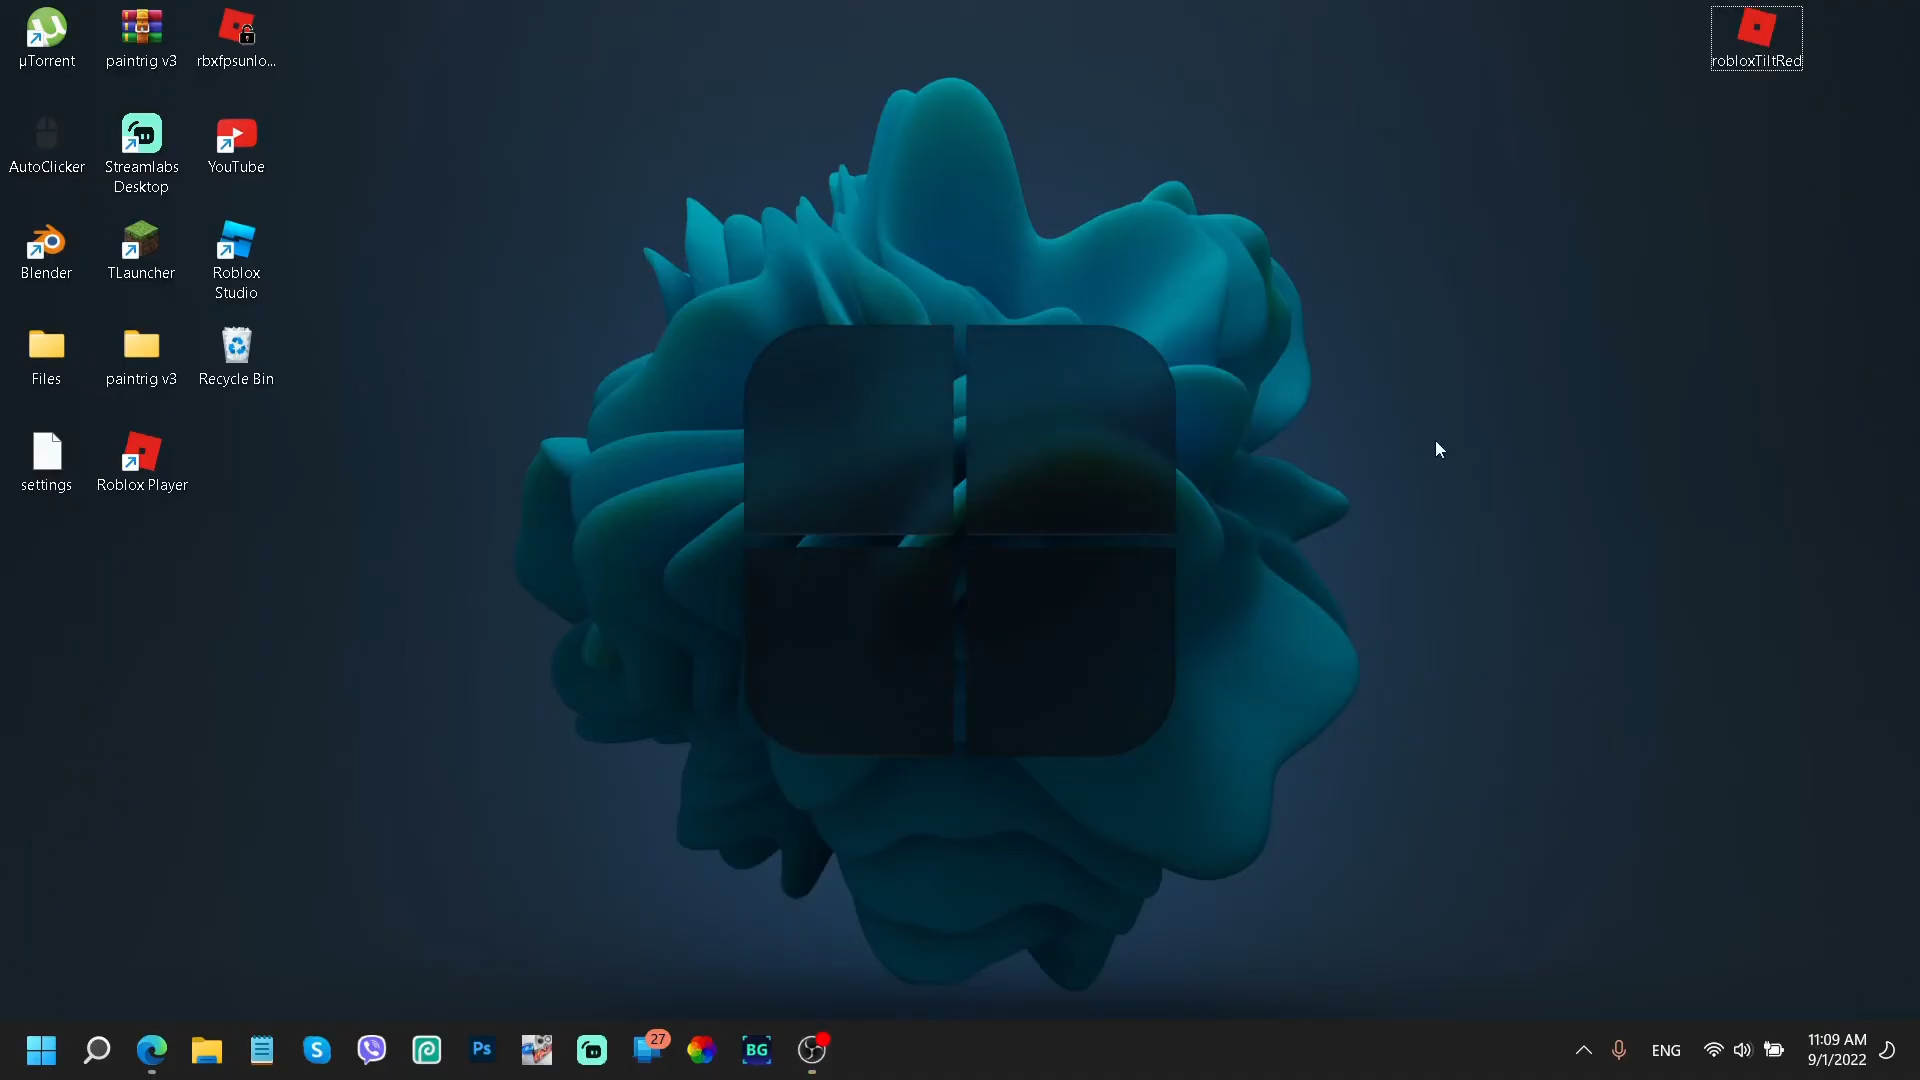 µTorrent
paintrig v3
rbxfpsunlo...
robloxTiltRed
AutoClicker
Streamlabs
Desktop
YouTube
Blender
TLauncher
Roblox
Studio
Files
paintrig v3
Recycle Bin
settings
Roblox Player
Ps
27
BG
ENG
11:09 AM
9/1/2022